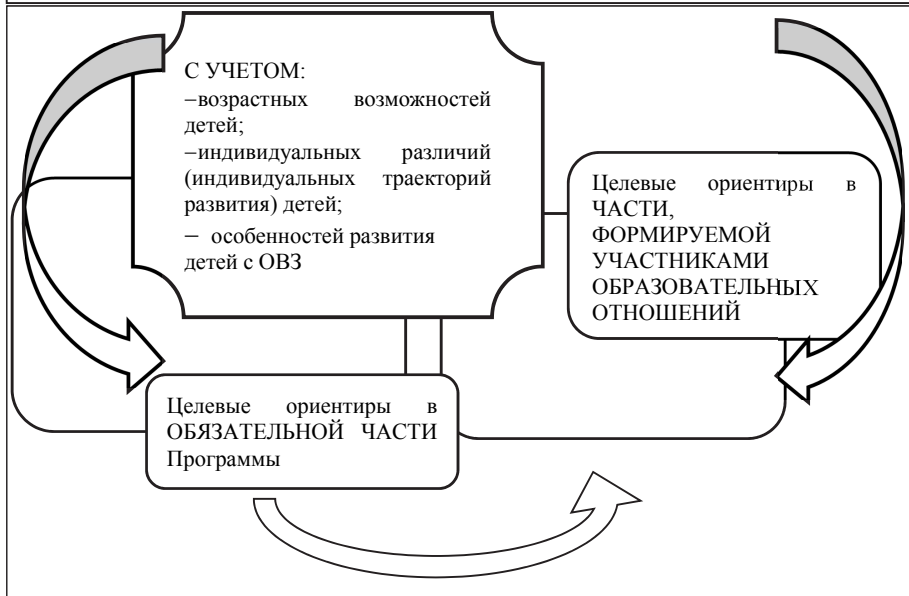 С УЧЕТОМ:
–возрастных возможностей
детей;
–индивидуальных различий
(индивидуальных траекторий
развития) детей;
– особенностей развития
детей с ОВЗ
Целевые ориентиры в
ЧАСТИ,
ФОРМИРУЕМОЙ
УЧАСТНИКАМИ
ОБРАЗОВАТЕЛЬНЫХ
ОТНОШЕНИЙ
Целевые ориентиры в
ОБЯЗАТЕЛЬНОЙ ЧАСТИ
Программы